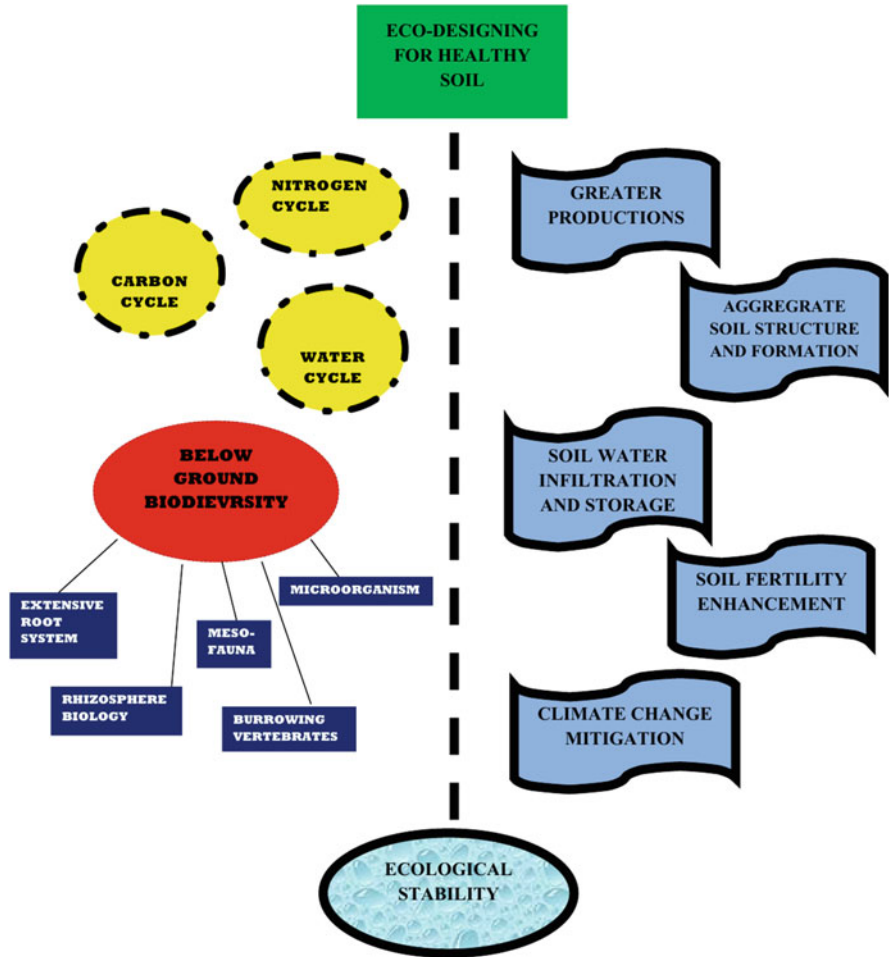 ECO-DESIGNING
FOR HEALTHY
SOIL
NITROGEN
CYCLE
CARBON
CYCLE
WATER
CYCLE
BELOW
GROUND
BIODIEVRSITY
EXTENSIVE
ROOT
SYSTEM
RHIZOSPHERE
BIOLOGY
MESO-
FAUNA
BURROWING
VERTEBRATES
MICROORGANISM
GREATER
PRODUCTIONS
AGGREGRATE
SOIL STRUCTURE
AND FORMATION
SOIL WATER
INFILTRATION
AND STORAGE
SOIL FERTILITY
ENHANCEMENT
CLIMATE CHANGE
MITIGATION
ECOLOGICAL
STABILITY